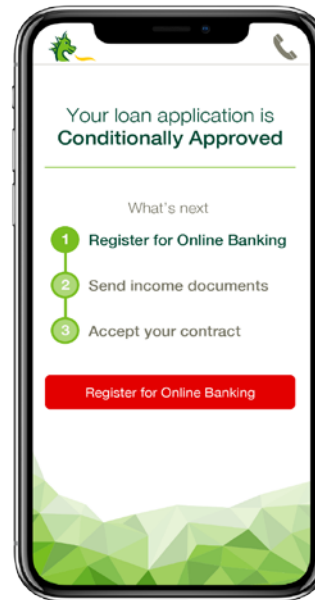 Your loan application is
Conditionally Approved
What's next
1 Register for Online Banking
2 Send income documents
3 Accept your contract
Register for Online Banking